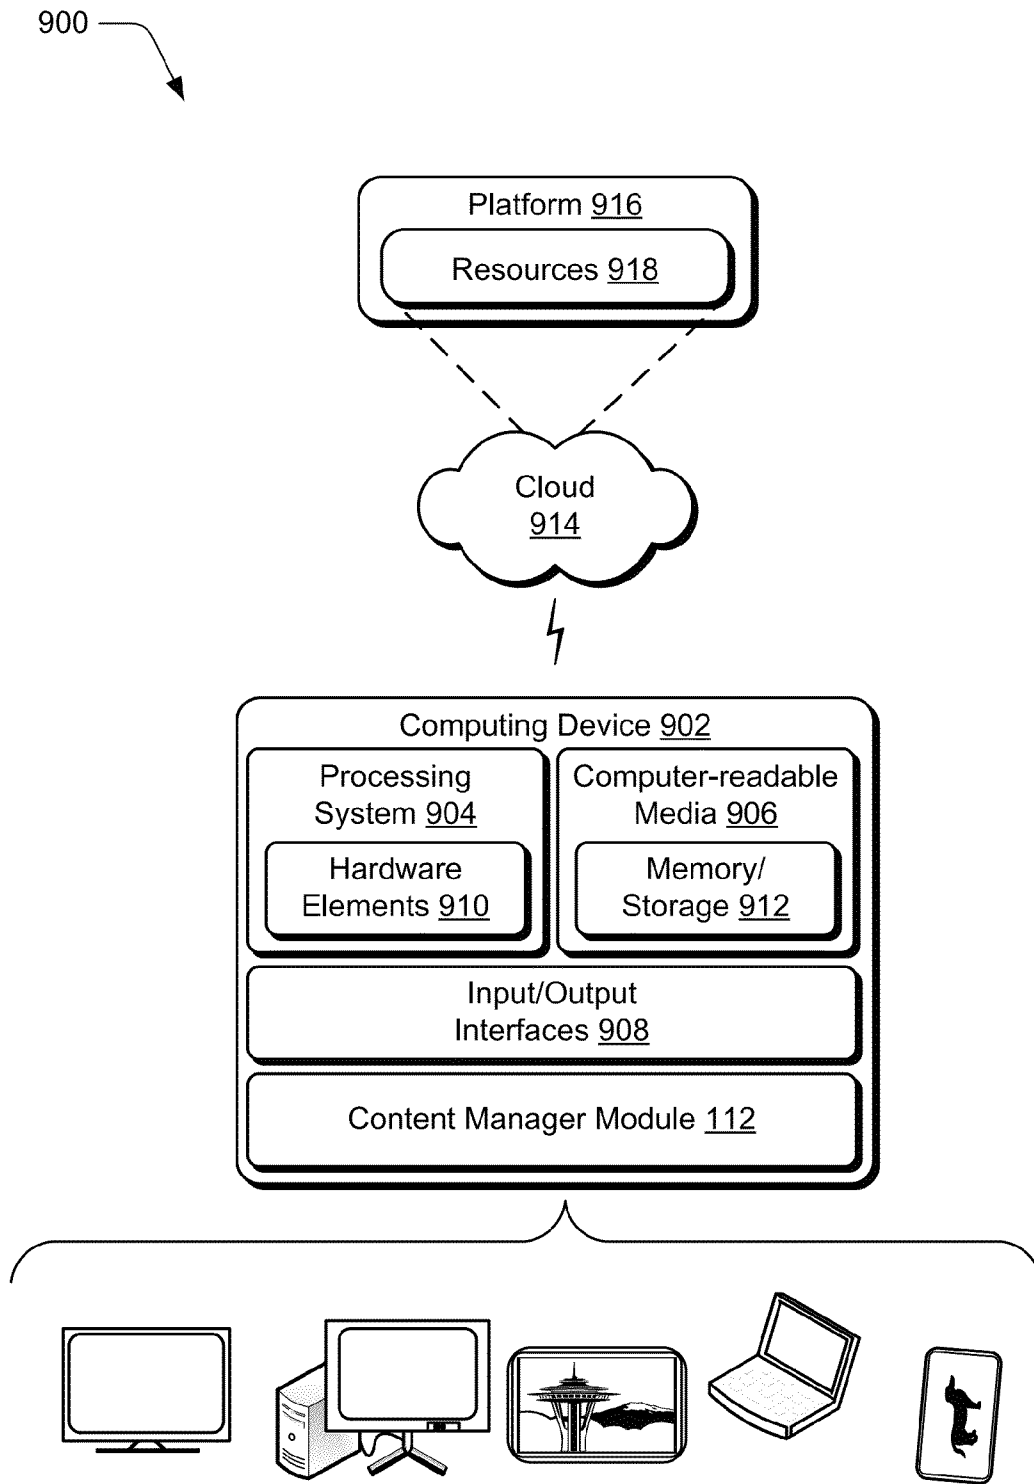 900
Platform 916
Resources 918
Cloud
914
Computing Device 902
Processing
System 904
Hardware
Elements 910
Computer-readable
Media 906
Memory/
Storage 912
Input/Output
Interfaces 908
Content Manager Module 112